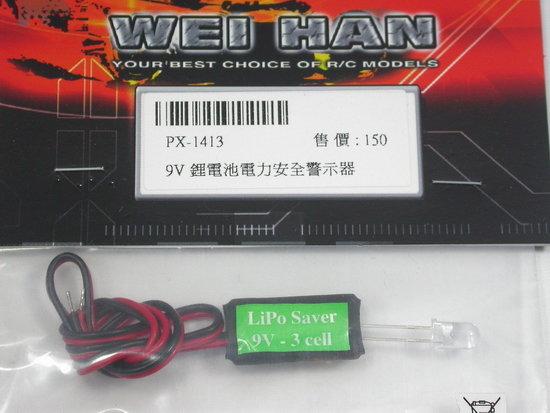 WEI HAN
YOUR BEST CHOICE OF R/C MODELS
PX-1413 售價:150
9V 鋰電池電力安全警示器
LiPo Saver
9V - 3 cell